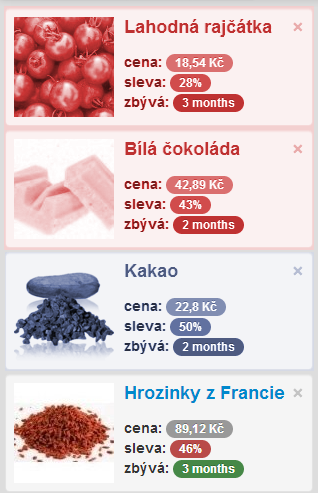 Lahodná rajčátka ×
cena: 18,54 Kč
sleva: 28%
zbývá: 3 months
Bílá čokoláda ×
cena: 42,89 Kč
sleva: 43%
zbývá: 2 months
Kakao ×
cena: 22,8 Kč
sleva: 50%
zbývá: 2 months
Hrozinky z Francie ×
cena: 89,12 Kč
sleva: 46%
zbývá: 3 months